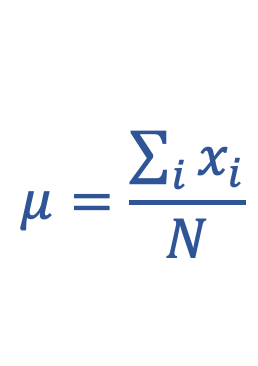 μ = ∑ᵢ xᵢ / N